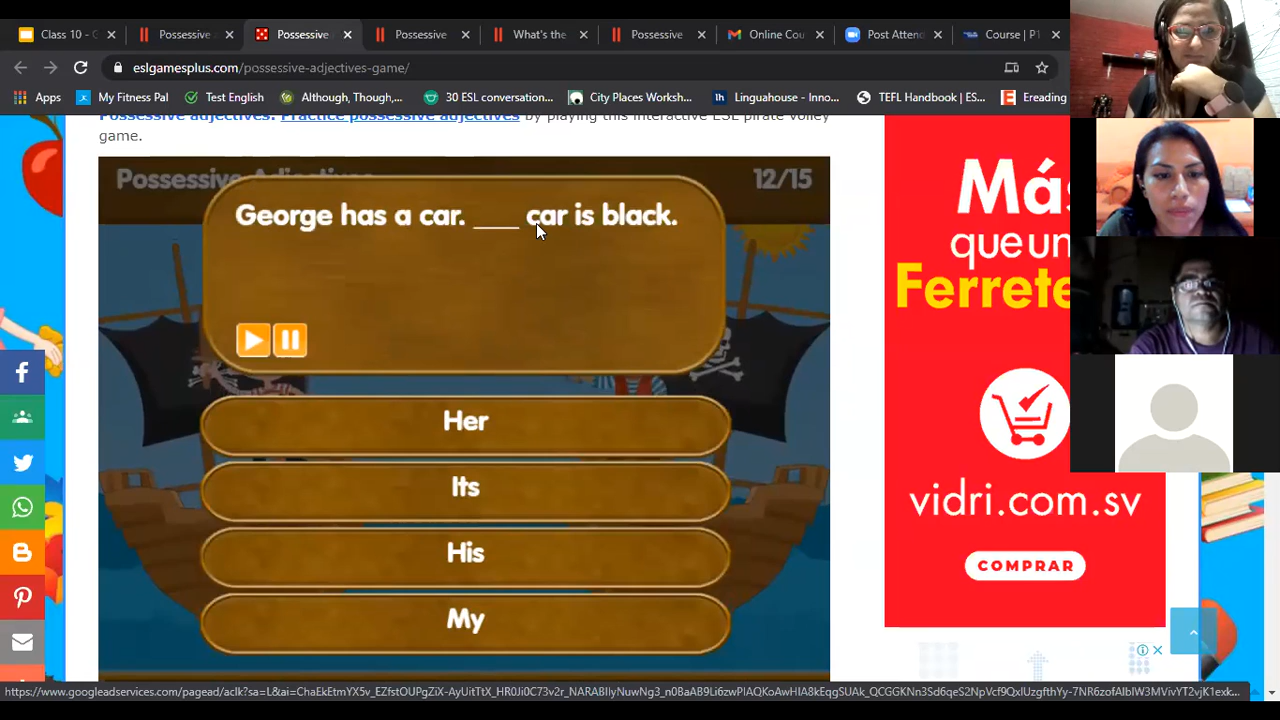 Class 10 - G
Possessive
Possessive
Possessive
What's the
Possessive
Online Cou
Post Attend
Course | P1
eslgamesplus.com/possessive-adjectives-game/
Apps
My Fitness Pal
Test English
Although, Though,...
30 ESL conversation...
City Places Worksh...
Linguahouse - Inno...
TEFL Handbook | ES...
Ereading
Possessive adjectives. Practice possessive adjectives by playing this interactive ESL pirate volley
game.
Possessive Adjectives
12/15
George has a car. ____ car is black.
Her
Its
His
My
Más
que un
Ferrete
vidri.com.sv
COMPRAR